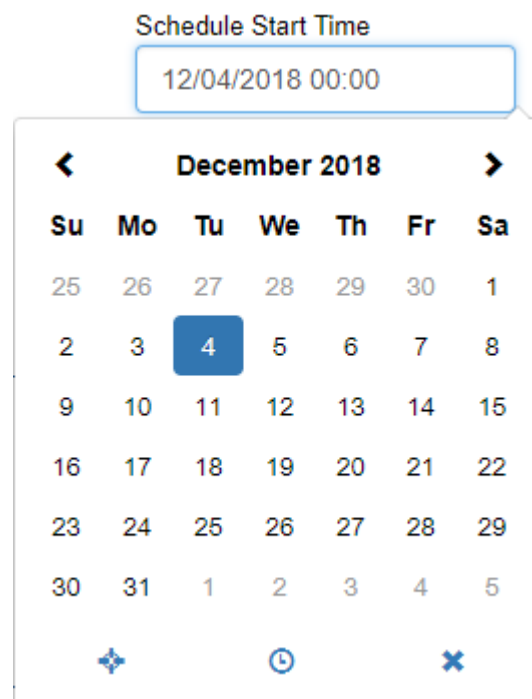 Schedule Start Time
12/04/2018 00:00
December 2018
Su Mo Tu We Th Fr Sa
25 26 27 28 29 30 1
2 3 4 5 6 7 8
9 10 11 12 13 14 15
16 17 18 19 20 21 22
23 24 25 26 27 28 29
30 31 1 2 3 4 5